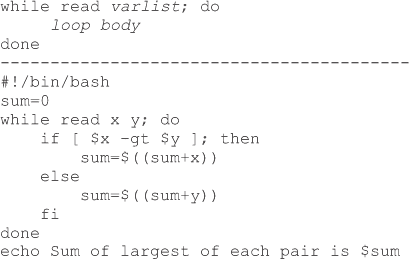 while read varlist; do
     loop body
done
-----------------------------------------
#!/bin/bash
sum=0
while read x y; do
    if [ $x -gt $y ]; then
        sum=$((sum+x))
    else
        sum=$((sum+y))
    fi
done
echo Sum of largest of each pair is $sum